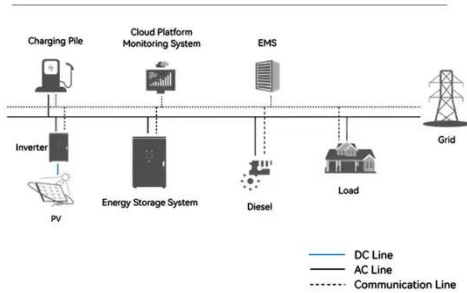 Charging Pile
Cloud Platform
Monitoring System
EMS
Grid
Inverter
PV
Energy Storage System
Diesel
Load
DC Line
AC Line
Communication Line